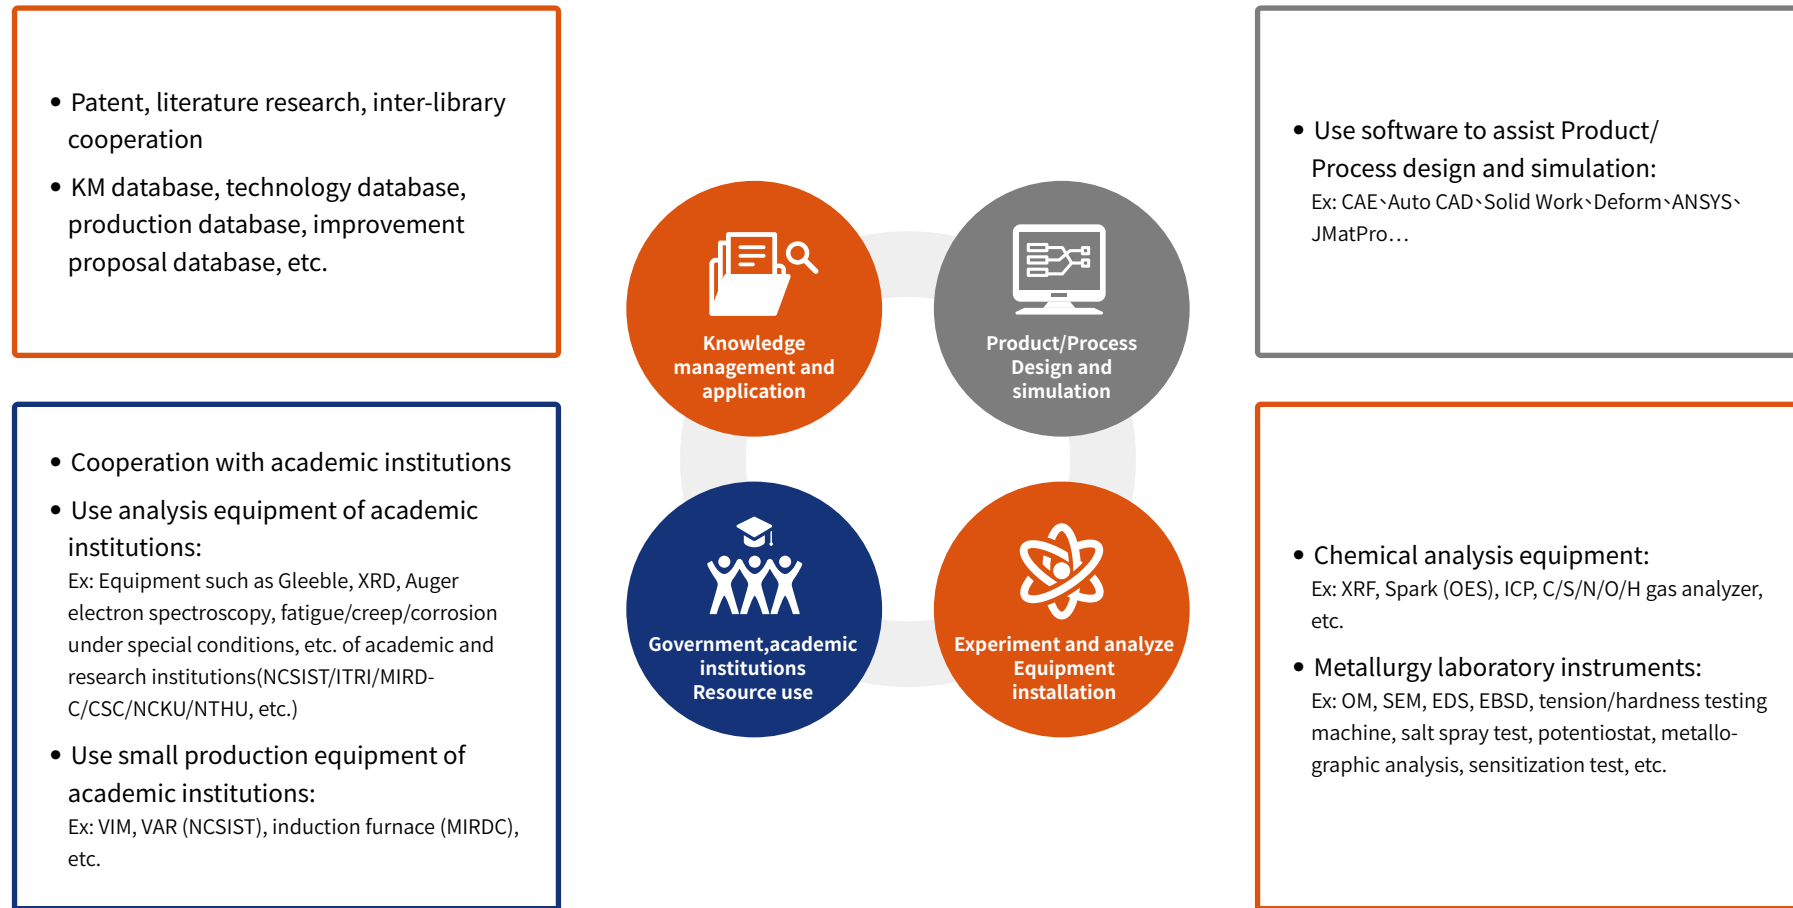 • Patent, literature research, inter-library
cooperation
• KM database, technology database,
production database, improvement
proposal database, etc.
• Use software to assist Product/
Process design and simulation:
Ex: CAE、Auto CAD、Solid Work、Deform、ANSYS、
JMatPro…
Knowledge
management and
application
Product/Process
Design and
simulation
• Cooperation with academic institutions
• Use analysis equipment of academic
institutions:
Ex: Equipment such as Gleeble, XRD, Auger
electron spectroscopy, fatigue/creep/corrosion
under special conditions, etc. of academic and
research institutions(NCSIST/ITRI/MIRD-
C/CSC/NCKU/NTHU, etc.)
• Use small production equipment of
academic institutions:
Ex: VIM, VAR (NCSIST), induction furnace (MIRDC),
etc.
Government,academic
institutions
Resource use
Experiment and analyze
Equipment
installation
• Chemical analysis equipment:
Ex: XRF, Spark (OES), ICP, C/S/N/O/H gas analyzer,
etc.
• Metallurgy laboratory instruments:
Ex: OM, SEM, EDS, EBSD, tension/hardness testing
machine, salt spray test, potentiostat, metallo-
graphic analysis, sensitization test, etc.